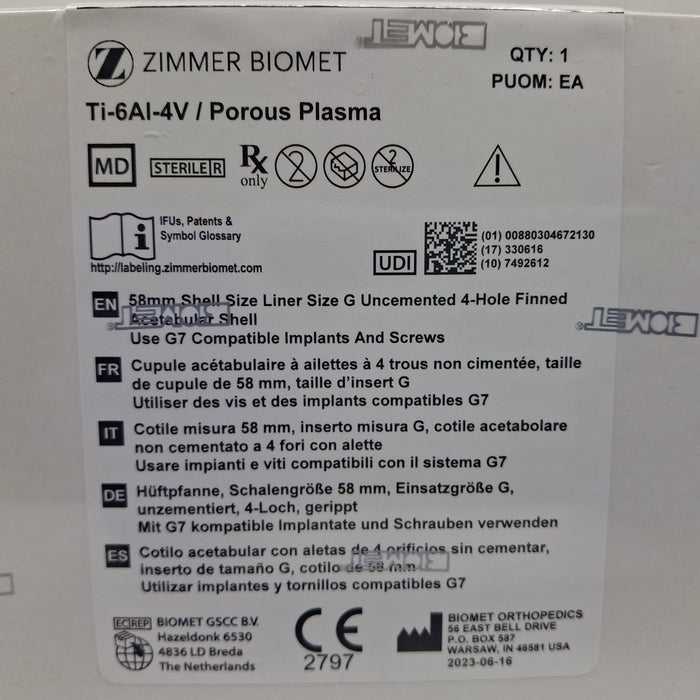 BIOMET
ZIMMER BIOMET
QTY: 1
PUOM: EA
Ti-6Al-4V / Porous Plasma
MD
STERILE R
Rx only
2
2 STERILIZE
IFUs, Patents &
Symbol Glossary
http://labeling.zimmerbiomet.com
UDI
(01) 00880304672130
(17) 330616
(10) 7492612
EN 58mm Shell Size Liner Size G Uncemented 4-Hole Finned
Acetabular Shell
BIOMET
BIOMET
Use G7 Compatible Implants And Screws
FR Cupule acétabulaire à ailettes à 4 trous non cimentée, taille
de cupule de 58 mm, taille d'insert G
Utiliser des vis et des implants compatibles G7
IT Cotile misura 58 mm, inserto misura G, cotile acetabolare
non cementato a 4 fori con alette
Usare impianti e viti compatibili con il sistema G7
DE Hüftpfanne, Schalengröße 58 mm, Einsatzgröße G,
unzementiert, 4-Loch, gerippt
Mit G7 kompatible Implantate und Schrauben verwenden
ES Cotilo acetabular con aletas de 4 orificios sin cementar,
inserto de tamaño G, cotilo de 58 mm
BIOMET
Utilizar implantes y tornillos compatibles G7
EC REP BIOMET GSCC B.V.
Hazeldonk 6530
4836 LD Breda
The Netherlands
CE
2797
BIOMET ORTHOPEDICS
56 EAST BELL DRIVE
P.O. BOX 587
WARSAW, IN 46581 USA
2023-06-16